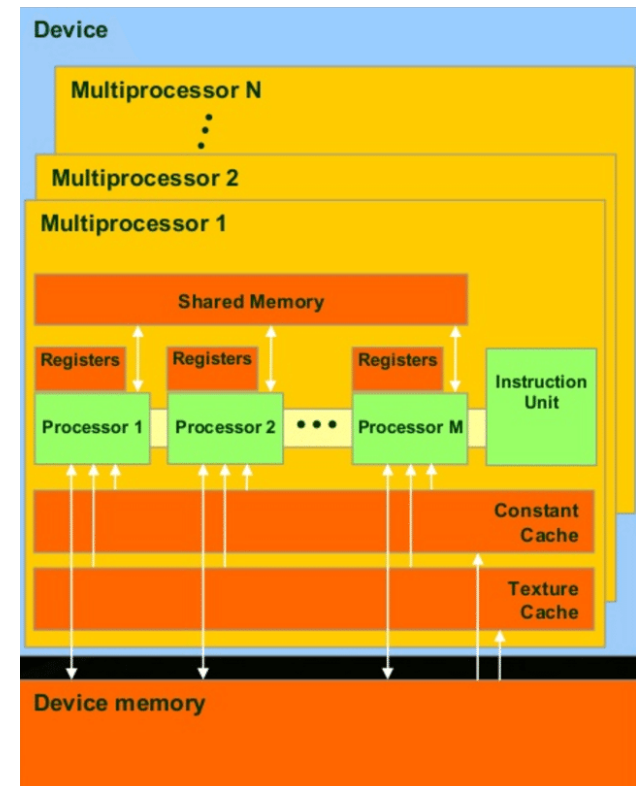 Device
Multiprocessor N
Multiprocessor 2
Multiprocessor 1
Shared Memory
Registers
Registers
Registers
Instruction
Unit
Processor 1
Processor 2
Processor M
Constant
Cache
Texture
Cache
Device memory